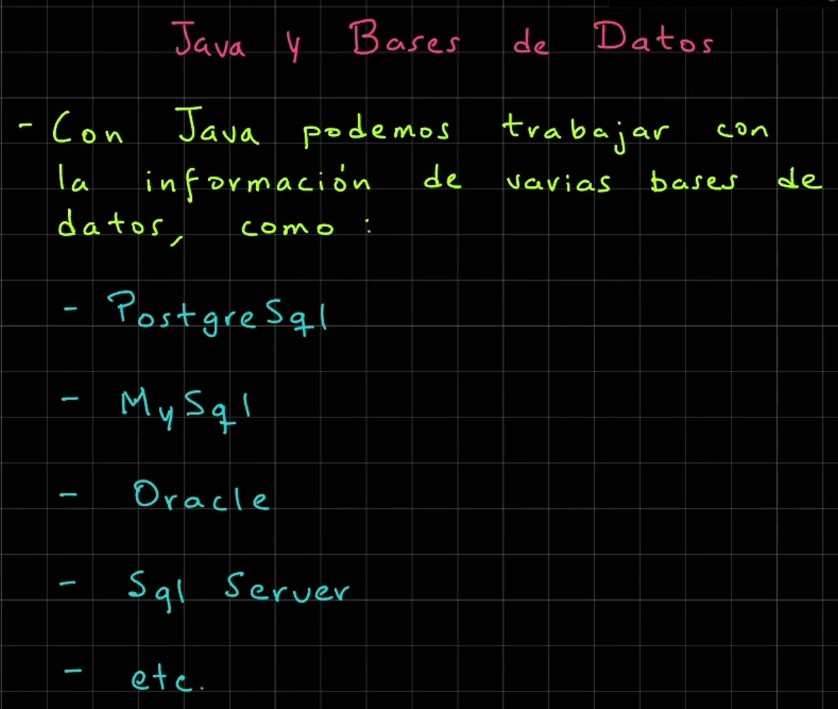 Java y Bases de Datos
- Con Java podemos trabajar con
la información de varias bases de
datos, como :
- PostgreSql
- MySql
- Oracle
- Sql Server
- etc.